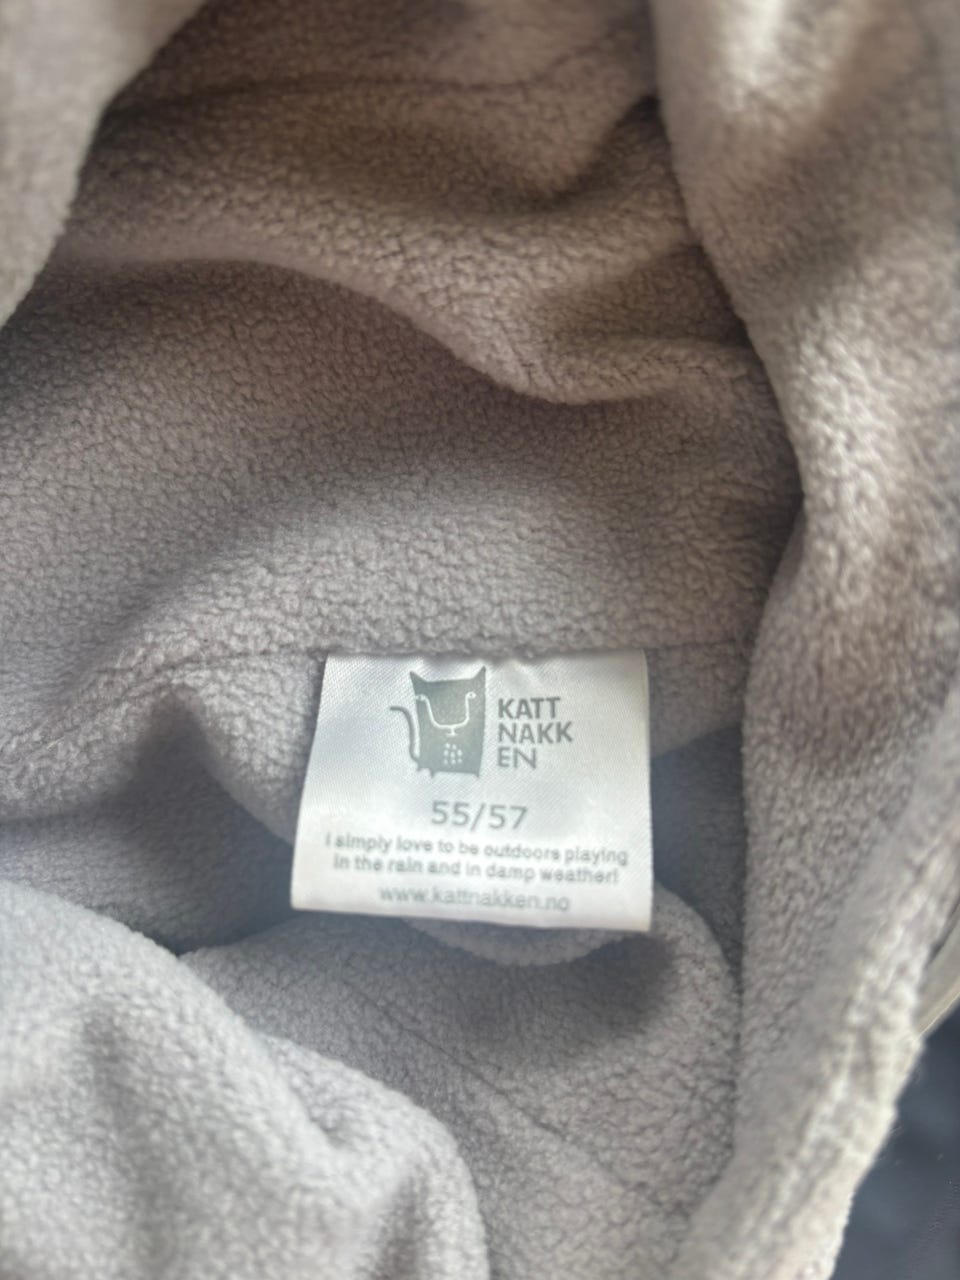 KATT
NAKK
EN
55/57
I simply love to be outdoors playing
in the rain and in damp weather!
www.kattnakken.no